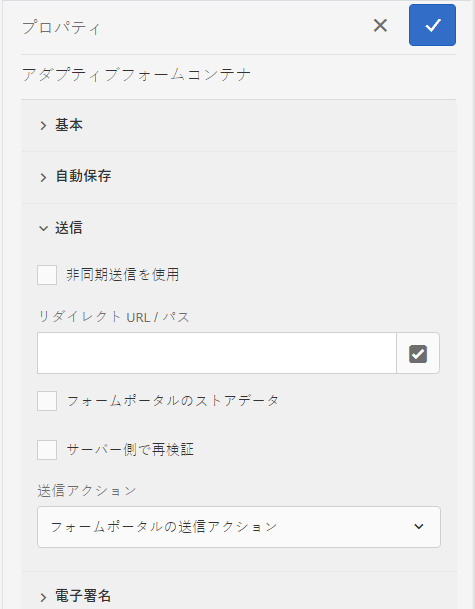 プロパティ
アダプティブフォームコンテナ
基本
自動保存
送信
非同期送信を使用
リダイレクト URL / パス
フォームポータルのストアデータ
サーバー側で再検証
送信アクション
フォームポータルの送信アクション
電子署名